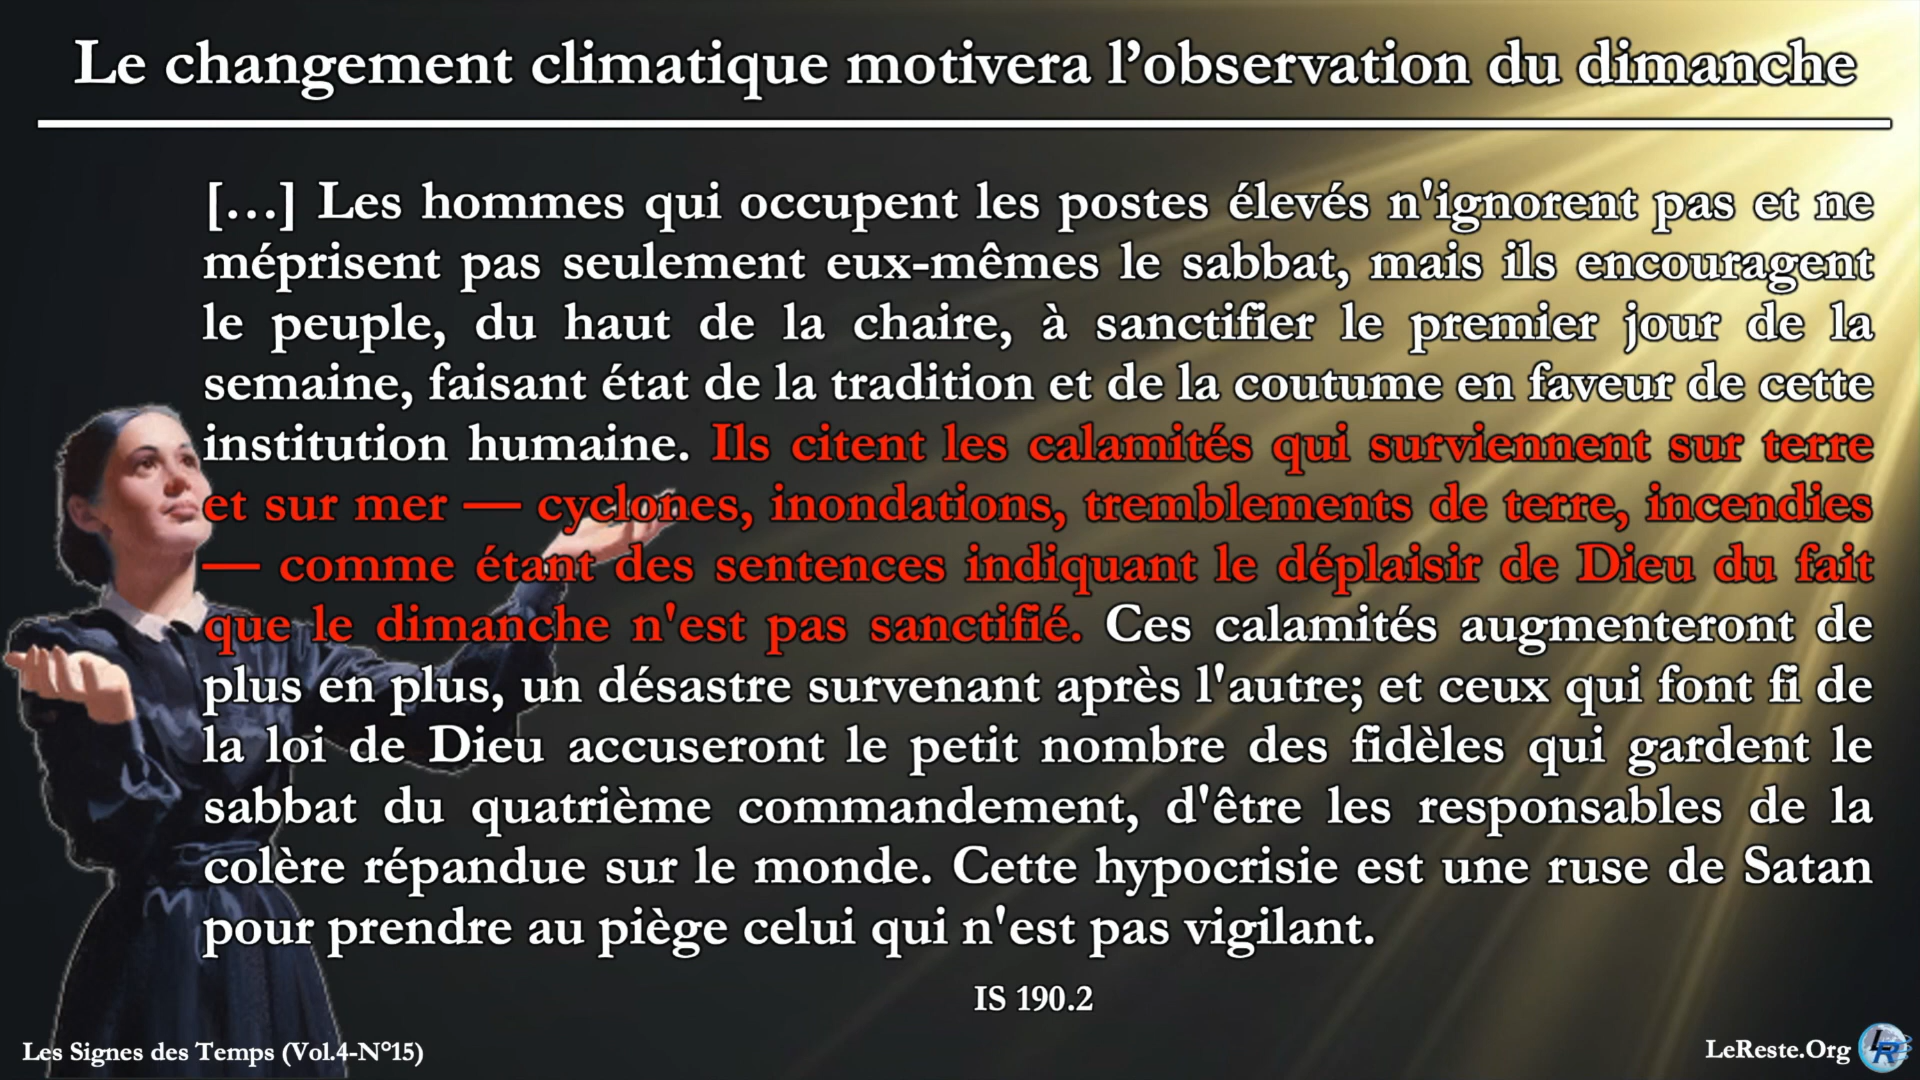 Le changement climatique motivera l’observation du dimanche
[…] Les hommes qui occupent les postes élevés n'ignorent pas et ne
méprisent pas seulement eux-mêmes le sabbat, mais ils encouragent
le peuple, du haut de la chaire, à sanctifier le premier jour de la
semaine, faisant état de la tradition et de la coutume en faveur de cette
institution humaine. Ils citent les calamités qui surviennent sur terre
et sur mer — cyclones, inondations, tremblements de terre, incendies
— comme étant des sentences indiquant le déplaisir de Dieu du fait
que le dimanche n'est pas sanctifié. Ces calamités augmenteront de
plus en plus, un désastre survenant après l'autre; et ceux qui font fi de
la loi de Dieu accuseront le petit nombre des fidèles qui gardent le
sabbat du quatrième commandement, d'être les responsables de la
colère répandue sur le monde. Cette hypocrisie est une ruse de Satan
pour prendre au piège celui qui n'est pas vigilant.
IS 190.2
Les Signes des Temps (Vol.4-N°15)
LeReste.Org LR